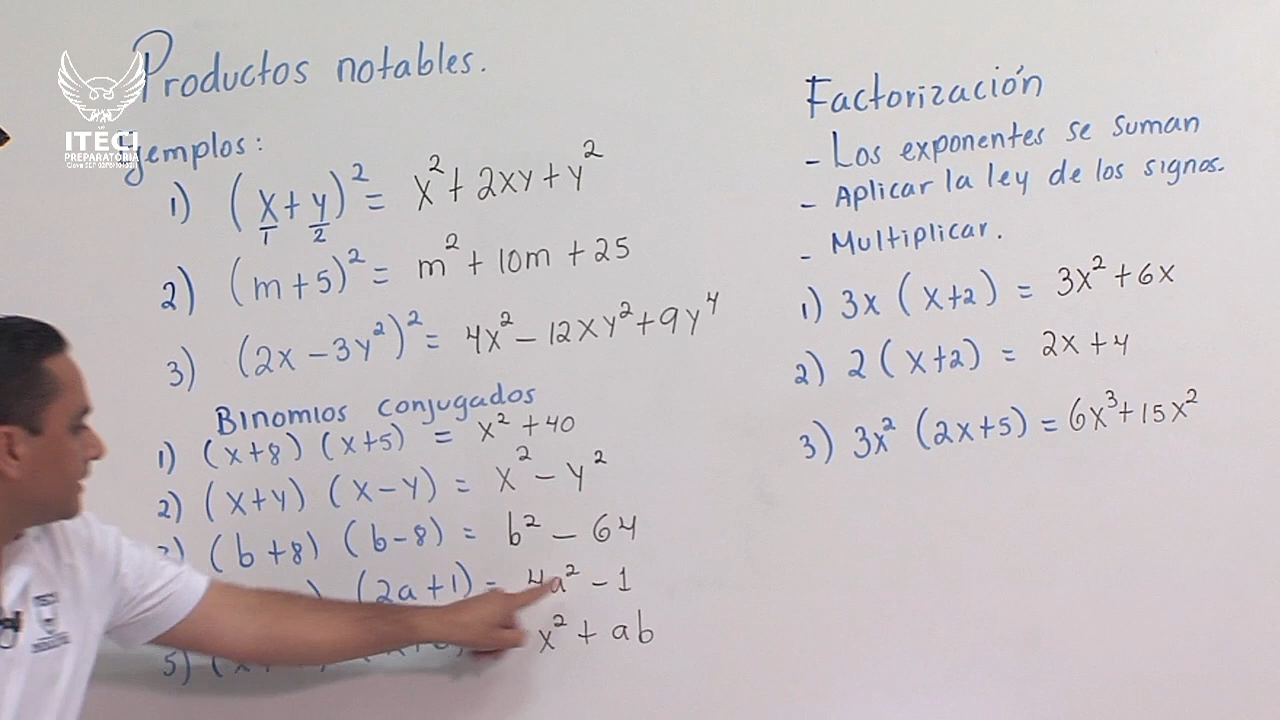 Productos notables.
ITECI
PREPARATORIA
Ejemplos:
1) (x+y)² = x²+2xy+y²
1 2
2) (m+5)² = m²+10m+25
3) (2x-3y²)² = 4x²-12xy²+9y⁴
Binomios conjugados
1) (x+8) (x+5) = x²+40
2) (x+y) (x-y) = x²-y²
3) (b+8) (b-8) = b²-64
) (2a+1) = 4a²-1
5) (x x²+ab
Factorización
- Los exponentes se suman
- Aplicar la ley de los signos.
- Multiplicar.
1) 3x (x+2) = 3x²+6x
2) 2 (x+2) = 2x+4
3) 3x² (2x+5) = 6x³+15x²